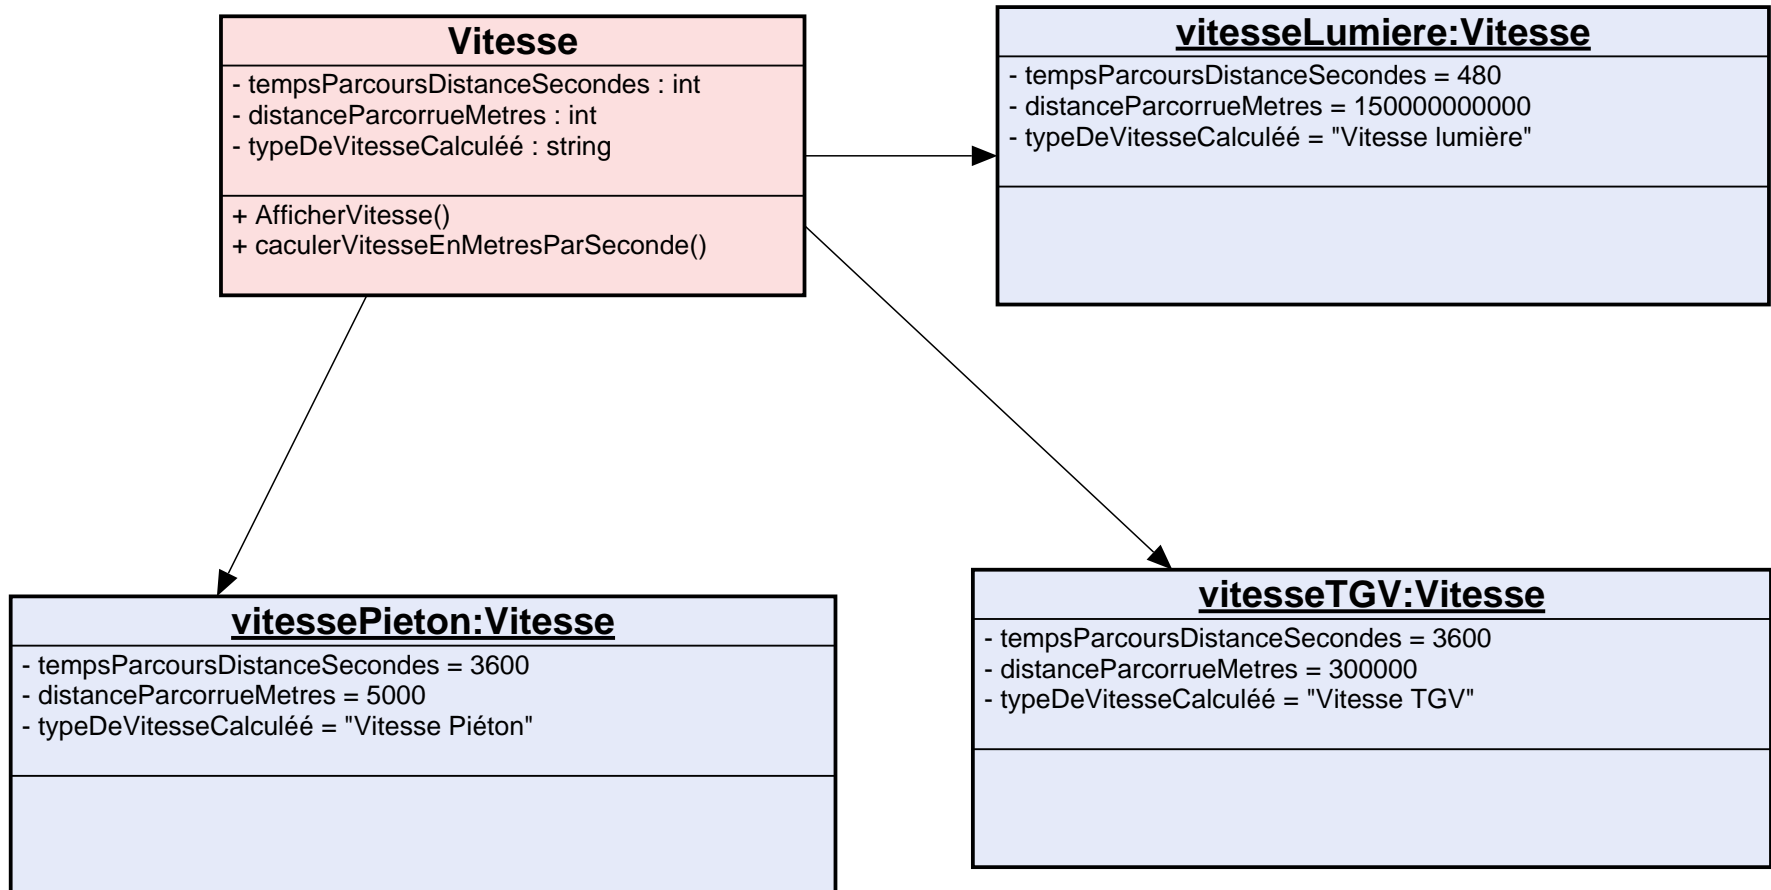 Vitesse
- tempsParcoursDistanceSecondes : int
- distanceParcorrueMetres : int
- typeDeVitesseCalculéé : string
+ AfficherVitesse()
+ caculerVitesseEnMetresParSeconde()
vitesseLumiere:Vitesse
- tempsParcoursDistanceSecondes = 480
- distanceParcorrueMetres = 150000000000
- typeDeVitesseCalculéé = "Vitesse lumière"
vitessePieton:Vitesse
- tempsParcoursDistanceSecondes = 3600
- distanceParcorrueMetres = 5000
- typeDeVitesseCalculéé = "Vitesse Piéton"
vitesseTGV:Vitesse
- tempsParcoursDistanceSecondes = 3600
- distanceParcorrueMetres = 300000
- typeDeVitesseCalculéé = "Vitesse TGV"